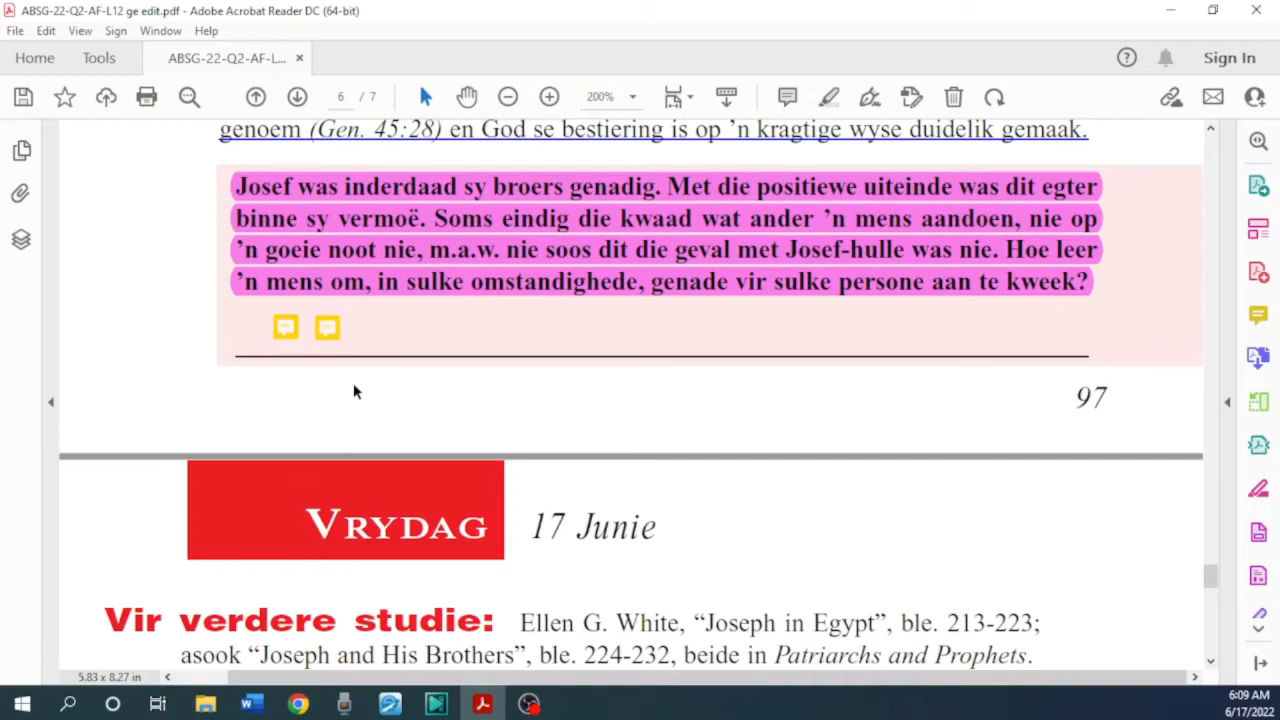 ABSG-22-Q2-AF-L12 ge edit.pdf - Adobe Acrobat Reader DC (64-bit)
File Edit View Sign Window Help
Home Tools ABSG-22-Q2-AF-L... × Sign In
6 / 7 200%
genoem (Gen. 45:28) en God se bestiering is op ’n kragtige wyse duidelik gemaak.
Josef was inderdaad sy broers genadig. Met die positiewe uiteinde was dit egter
binne sy vermoë. Soms eindig die kwaad wat ander ’n mens aandoen, nie op
’n goeie noot nie, m.a.w. nie soos dit die geval met Josef-hulle was nie. Hoe leer
’n mens om, in sulke omstandighede, genade vir sulke persone aan te kweek?
97
VRYDAG 17 Junie
Vir verdere studie: Ellen G. White, “Joseph in Egypt”, ble. 213-223;
asook “Joseph and His Brothers”, ble. 224-232, beide in Patriarchs and Prophets.
5.83 x 8.27 in
6:09 AM
6/17/2022